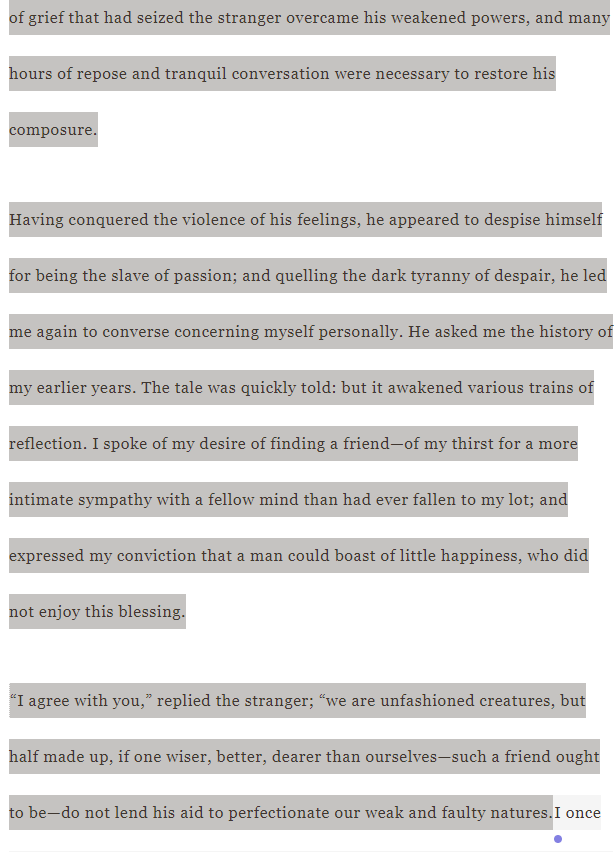 of grief that had seized the stranger overcame his weakened powers, and many
hours of repose and tranquil conversation were necessary to restore his
composure.
Having conquered the violence of his feelings, he appeared to despise himself
for being the slave of passion; and quelling the dark tyranny of despair, he led
me again to converse concerning myself personally. He asked me the history of
my earlier years. The tale was quickly told: but it awakened various trains of
reflection. I spoke of my desire of finding a friend—of my thirst for a more
intimate sympathy with a fellow mind than had ever fallen to my lot; and
expressed my conviction that a man could boast of little happiness, who did
not enjoy this blessing.
“I agree with you,” replied the stranger; “we are unfashioned creatures, but
half made up, if one wiser, better, dearer than ourselves—such a friend ought
to be—do not lend his aid to perfectionate our weak and faulty natures. I once